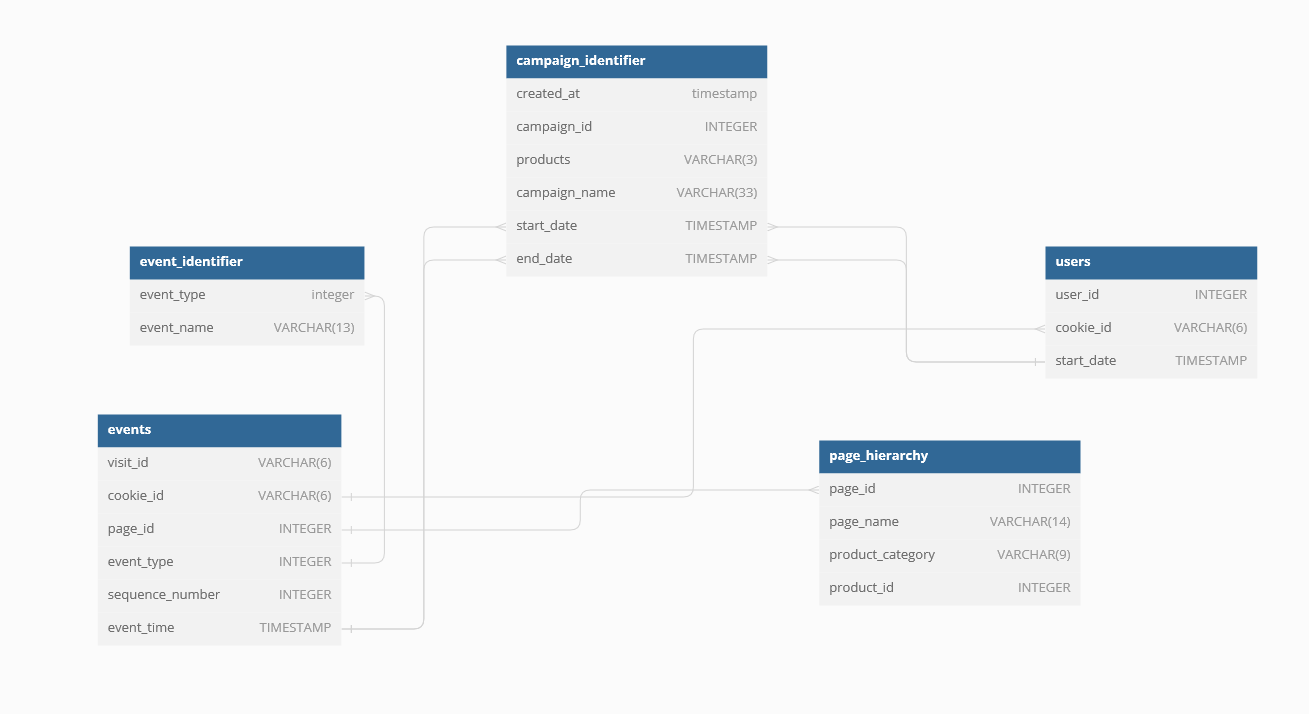 campaign_identifier
created_at timestamp
campaign_id INTEGER
products VARCHAR(3)
campaign_name VARCHAR(33)
start_date TIMESTAMP
end_date TIMESTAMP
event_identifier
event_type integer
event_name VARCHAR(13)
users
user_id INTEGER
cookie_id VARCHAR(6)
start_date TIMESTAMP
events
visit_id VARCHAR(6)
cookie_id VARCHAR(6)
page_id INTEGER
event_type INTEGER
sequence_number INTEGER
event_time TIMESTAMP
page_hierarchy
page_id INTEGER
page_name VARCHAR(14)
product_category VARCHAR(9)
product_id INTEGER